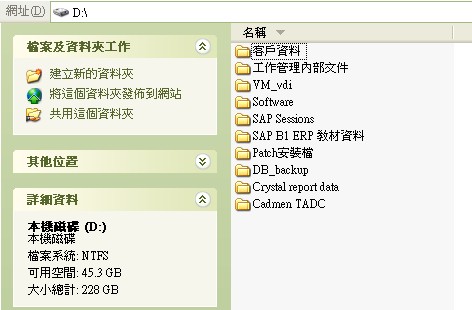 網址(D) D:\
檔案及資料夾工作
建立新的資料夾
將這個資料夾發佈到網站
共用這個資料夾
其他位置
詳細資料
本機磁碟 (D:)
本機磁碟
檔案系統: NTFS
可用空間: 45.3 GB
大小總計: 228 GB
名稱
客戶資料
工作管理內部文件
VM_vdi
Software
SAP Sessions
SAP B1 ERP 教材資料
Patch安裝檔
DB_backup
Crystal report data
Cadmen TADC